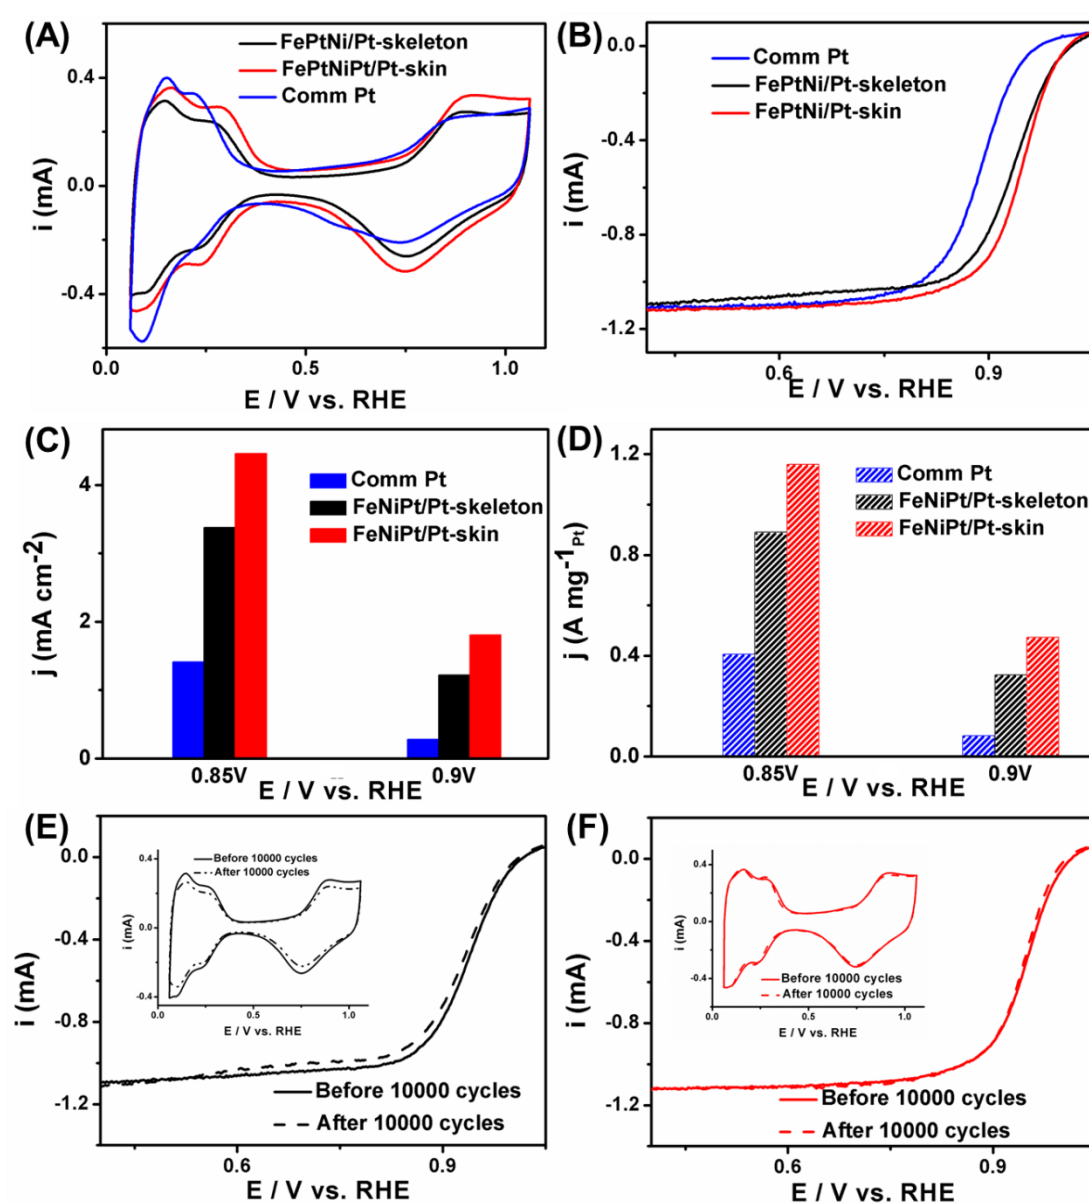 (A)
FePtNi/Pt-skeleton
FePtNiPt/Pt-skin
Comm Pt
0.4
0.0
-0.4
i (mA)
0.0
0.5
1.0
E / V vs. RHE
(B)
Comm Pt
FePtNi/Pt-skeleton
FePtNi/Pt-skin
0.0
-0.4
-0.8
-1.2
i (mA)
0.6
0.9
E / V vs. RHE
(C)
Comm Pt
FeNiPt/Pt-skeleton
FeNiPt/Pt-skin
4
2
0
j (mA cm-2)
0.85V
0.9V
E / V vs. RHE
(D)
Comm Pt
FeNiPt/Pt-skeleton
FeNiPt/Pt-skin
1.2
0.8
0.4
0.0
j (A mg-1Pt)
0.85V
0.9V
E / V vs. RHE
(E)
0.0
-0.4
-0.8
-1.2
i (mA)
Before 10000 cycles
After 10000 cycles
0.4
0.0
-0.4
i (mA)
0.0
0.5
1.0
E / V vs. RHE
Before 10000 cycles
After 10000 cycles
0.6
0.9
E / V vs. RHE
(F)
0.0
-0.4
-0.8
-1.2
i (mA)
0.4
0.0
-0.4
i (mA)
Before 10000 cycles
After 10000 cycles
0.0
0.5
1.0
E / V vs. RHE
Before 10000 cycles
After 10000 cycles
0.6
0.9
E / V vs. RHE